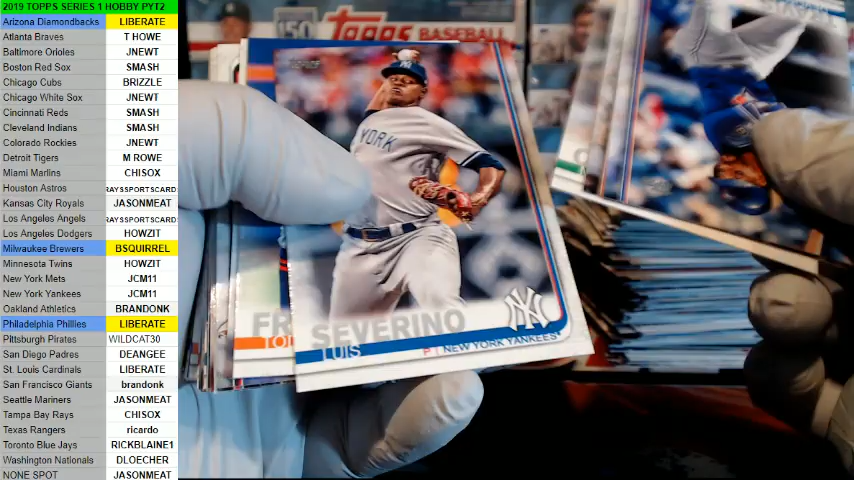 2019 TOPPS SERIES 1 HOBBY PYT2
Arizona Diamondbacks LIBERATE
Atlanta Braves T HOWE
Baltimore Orioles JNEWT
Boston Red Sox SMASH
Chicago Cubs BRIZZLE
Chicago White Sox JNEWT
Cincinnati Reds SMASH
Cleveland Indians SMASH
Colorado Rockies JNEWT
Detroit Tigers M ROWE
Miami Marlins CHISOX
Houston Astros RAYSSPORTSCARD
Kansas City Royals JASONMEAT
Los Angeles Angels RAYSSPORTSCARD
Los Angeles Dodgers HOWZIT
Milwaukee Brewers BSQUIRREL
Minnesota Twins HOWZIT
New York Mets JCM11
New York Yankees JCM11
Oakland Athletics BRANDONK
Philadelphia Phillies LIBERATE
Pittsburgh Pirates WILDCAT30
San Diego Padres DEANGEE
St. Louis Cardinals LIBERATE
San Francisco Giants brandonk
Seattle Mariners JASONMEAT
Tampa Bay Rays CHISOX
Texas Rangers ricardo
Toronto Blue Jays RICKBLAINE1
Washington Nationals DLOECHER
NONE SPOT JASONMEAT
150 Topps BASEBALL
YORK
FR
SEVERINO
LUIS
NY
NEW YORK YANKEES